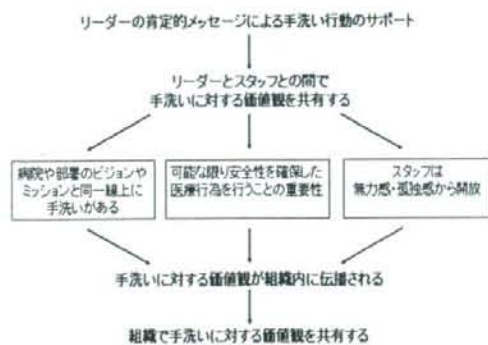 リーダーの肯定的メッセージによる手洗い行動のサポート
リーダーとスタッフとの間で
手洗いに対する価値観を共有する
病院や部署のビジョンや
ミッションと同一線上に
手洗いがある
可能な限り安全性を確保した
医療行為を行うことの重要性
スタッフは
無力感・孤独感から開放
手洗いに対する価値観が組織内に伝播される
組織で手洗いに対する価値観を共有する